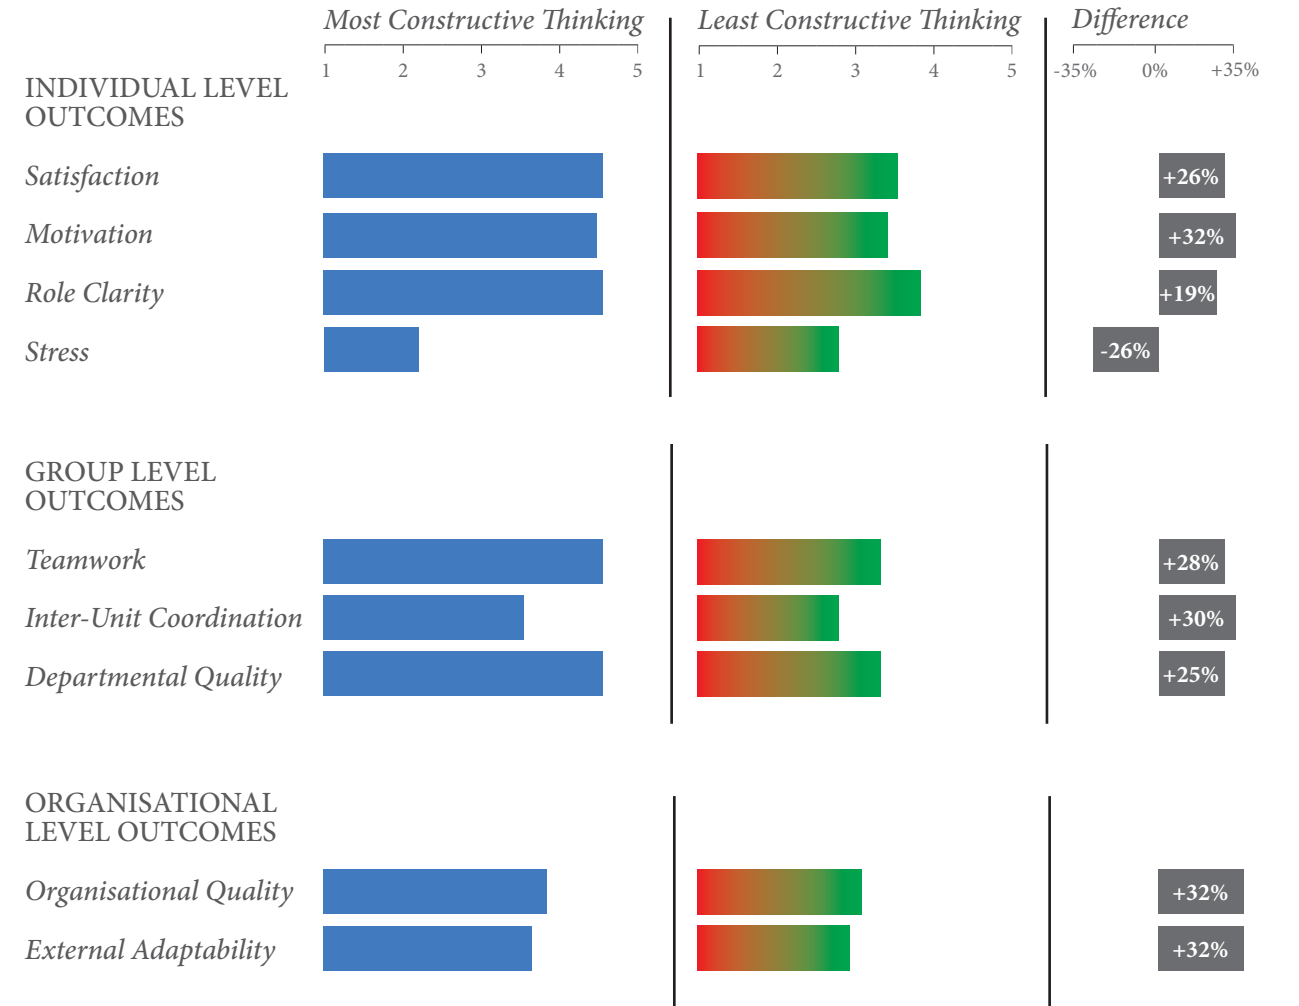 Most Constructive Thinking
Least Constructive Thinking
Difference
1 2 3 4 5
1 2 3 4 5
-35% 0% +35%
INDIVIDUAL LEVEL
OUTCOMES
Satisfaction
+26%
Motivation
+32%
Role Clarity
+19%
Stress
-26%
GROUP LEVEL
OUTCOMES
Teamwork
+28%
Inter-Unit Coordination
+30%
Departmental Quality
+25%
ORGANISATIONAL
LEVEL OUTCOMES
Organisational Quality
+32%
External Adaptability
+32%